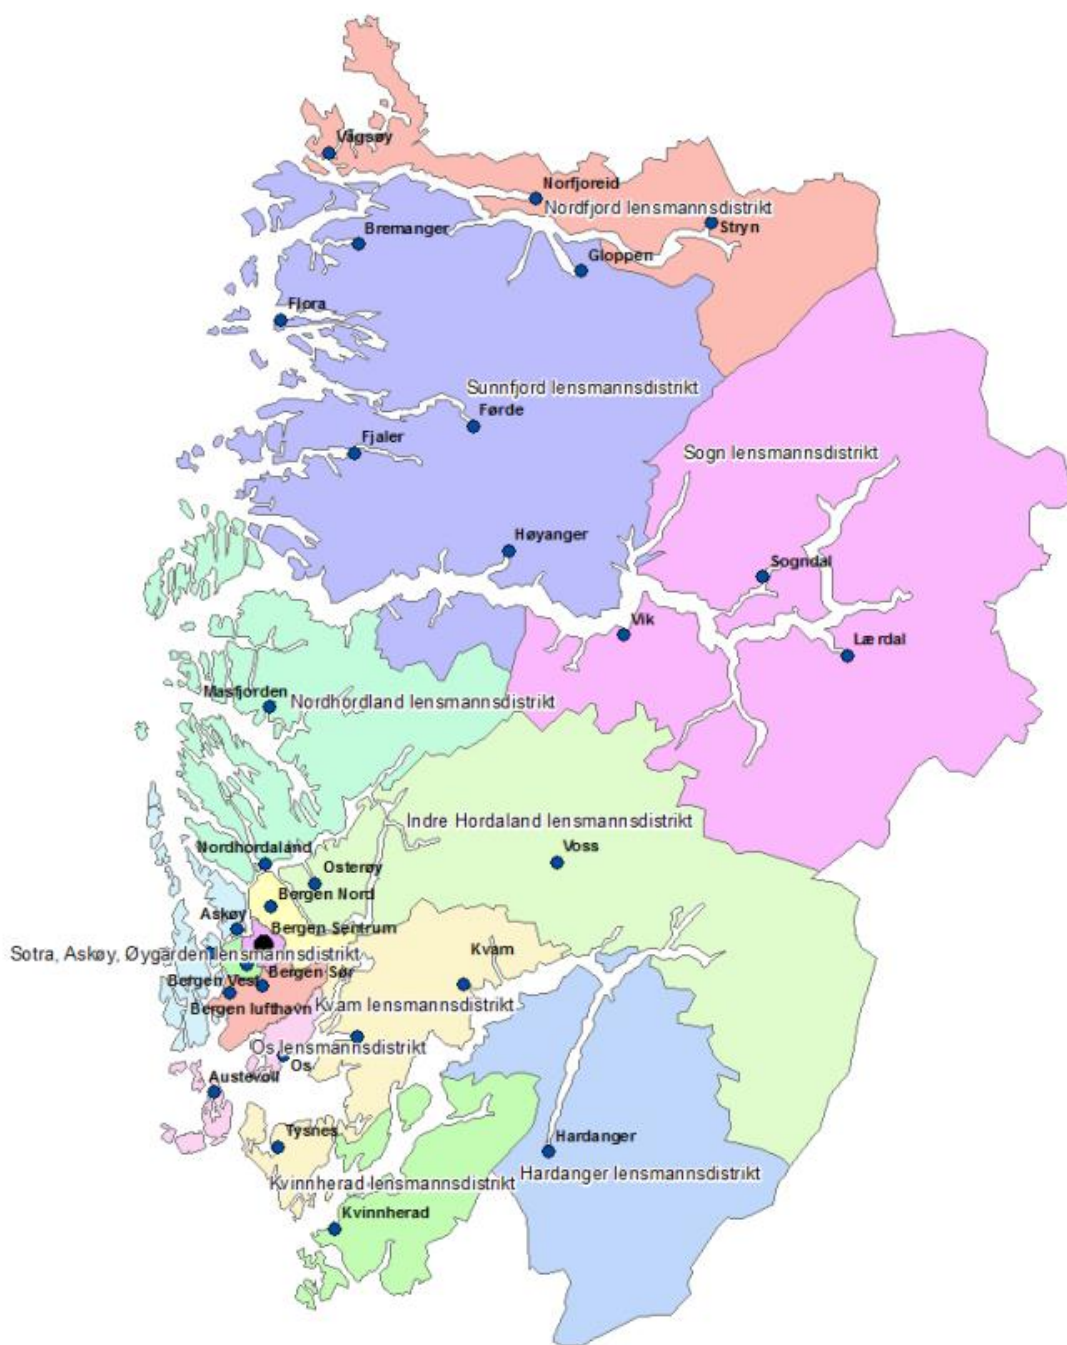 Vågsøy
Norfjoreid
Nordfjord lensmannsdistrikt
Stryn
Bremanger
Gloppen
Flora
Sunnfjord lensmannsdistrikt
Førde
Fjaler
Sogn lensmannsdistrikt
Høyanger
Sogndal
Vik
Lærdal
Masfjorden
Nordhordland lensmannsdistrikt
Indre Hordaland lensmannsdistrikt
Nordhordaland
Voss
Osterøy
Bergen Nord
Askøy
Bergen Sentrum
Sotra, Askøy, Øygarden lensmannsdistrikt
Kvam
Bergen Vest
Bergen Sør
Bergen lufthavn
Kvam lensmannsdistrikt
Os lensmannsdistrikt
Os
Austevoll
Tysnes
Hardanger
Hardanger lensmannsdistrikt
Kvinnherad lensmannsdistrikt
Kvinnherad